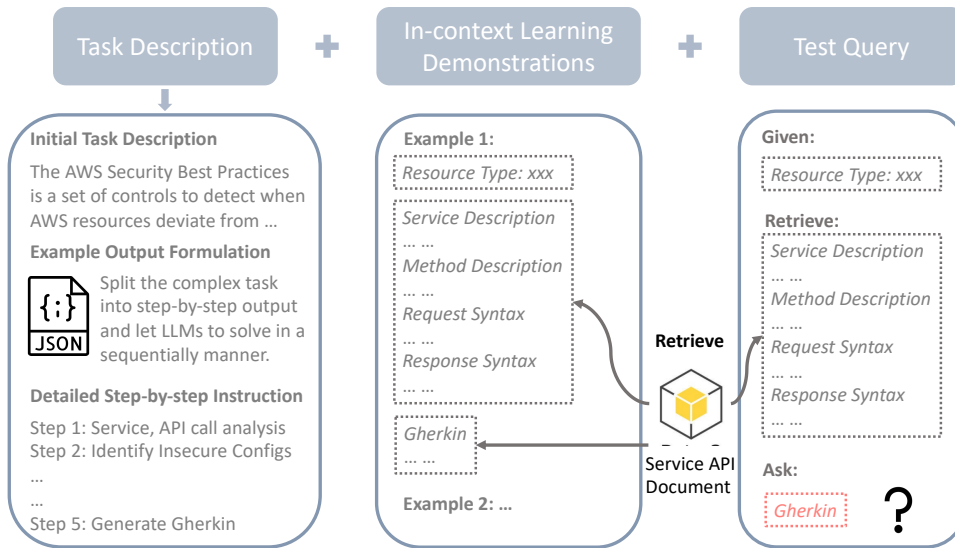 Task Description
In-context Learning
Demonstrations
Test Query
Initial Task Description
The AWS Security Best Practices
is a set of controls to detect when
AWS resources deviate from ...
Example Output Formulation
{;}
JSON
Split the complex task
into step-by-step output
and let LLMs to solve in a
sequentially manner.
Detailed Step-by-step Instruction
Step 1: Service, API call analysis
Step 2: Identify Insecure Configs
...
...
Step 5: Generate Gherkin
Example 1:
Resource Type: xxx
Service Description
... ...
Method Description
... ...
Request Syntax
... ...
Response Syntax
... ...
Gherkin
... ...
Example 2: ...
Retrieve
Service API
Document
Given:
Resource Type: xxx
Retrieve:
Service Description
... ...
Method Description
... ...
Request Syntax
... ...
Response Syntax
... ...
Ask:
Gherkin
?